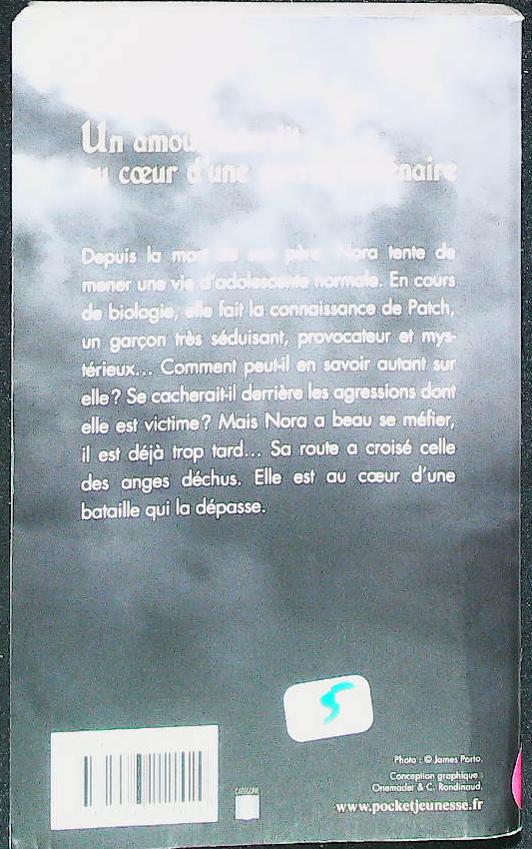 Un amour
au cœur d'une
Depuis la mort de son père, Nora tente de
mener une vie d'adolescente normale. En cours
de biologie, elle fait la connaissance de Patch,
un garçon très séduisant, provocateur et mys-
térieux... Comment peut-il en savoir autant sur
elle? Se cacherait-il derrière les agressions dont
elle est victime? Mais Nora a beau se méfier,
il est déjà trop tard... Sa route a croisé celle
des anges déchus. Elle est au cœur d'une
bataille qui la dépasse.
5
Photo : © James Porto.
Conception graphique :
Onemader & C. Rondinaud.
CATÉGORIE
www.pocketjeunesse.fr